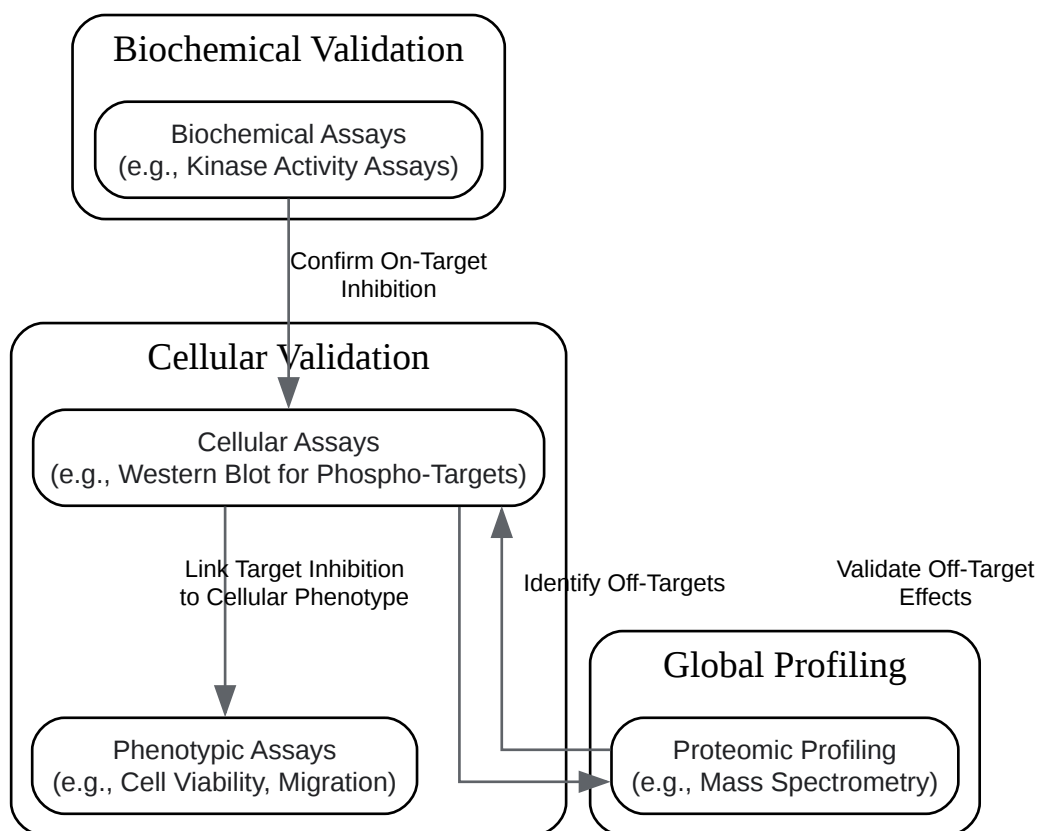 Biochemical Validation
Biochemical Assays
(e.g., Kinase Activity Assays)
Confirm On-Target
Inhibition
Cellular Validation
Cellular Assays
(e.g., Western Blot for Phospho-Targets)
Link Target Inhibition
to Cellular Phenotype
Identify Off-Targets
Validate Off-Target
Effects
Global Profiling
Phenotypic Assays
(e.g., Cell Viability, Migration)
Proteomic Profiling
(e.g., Mass Spectrometry)